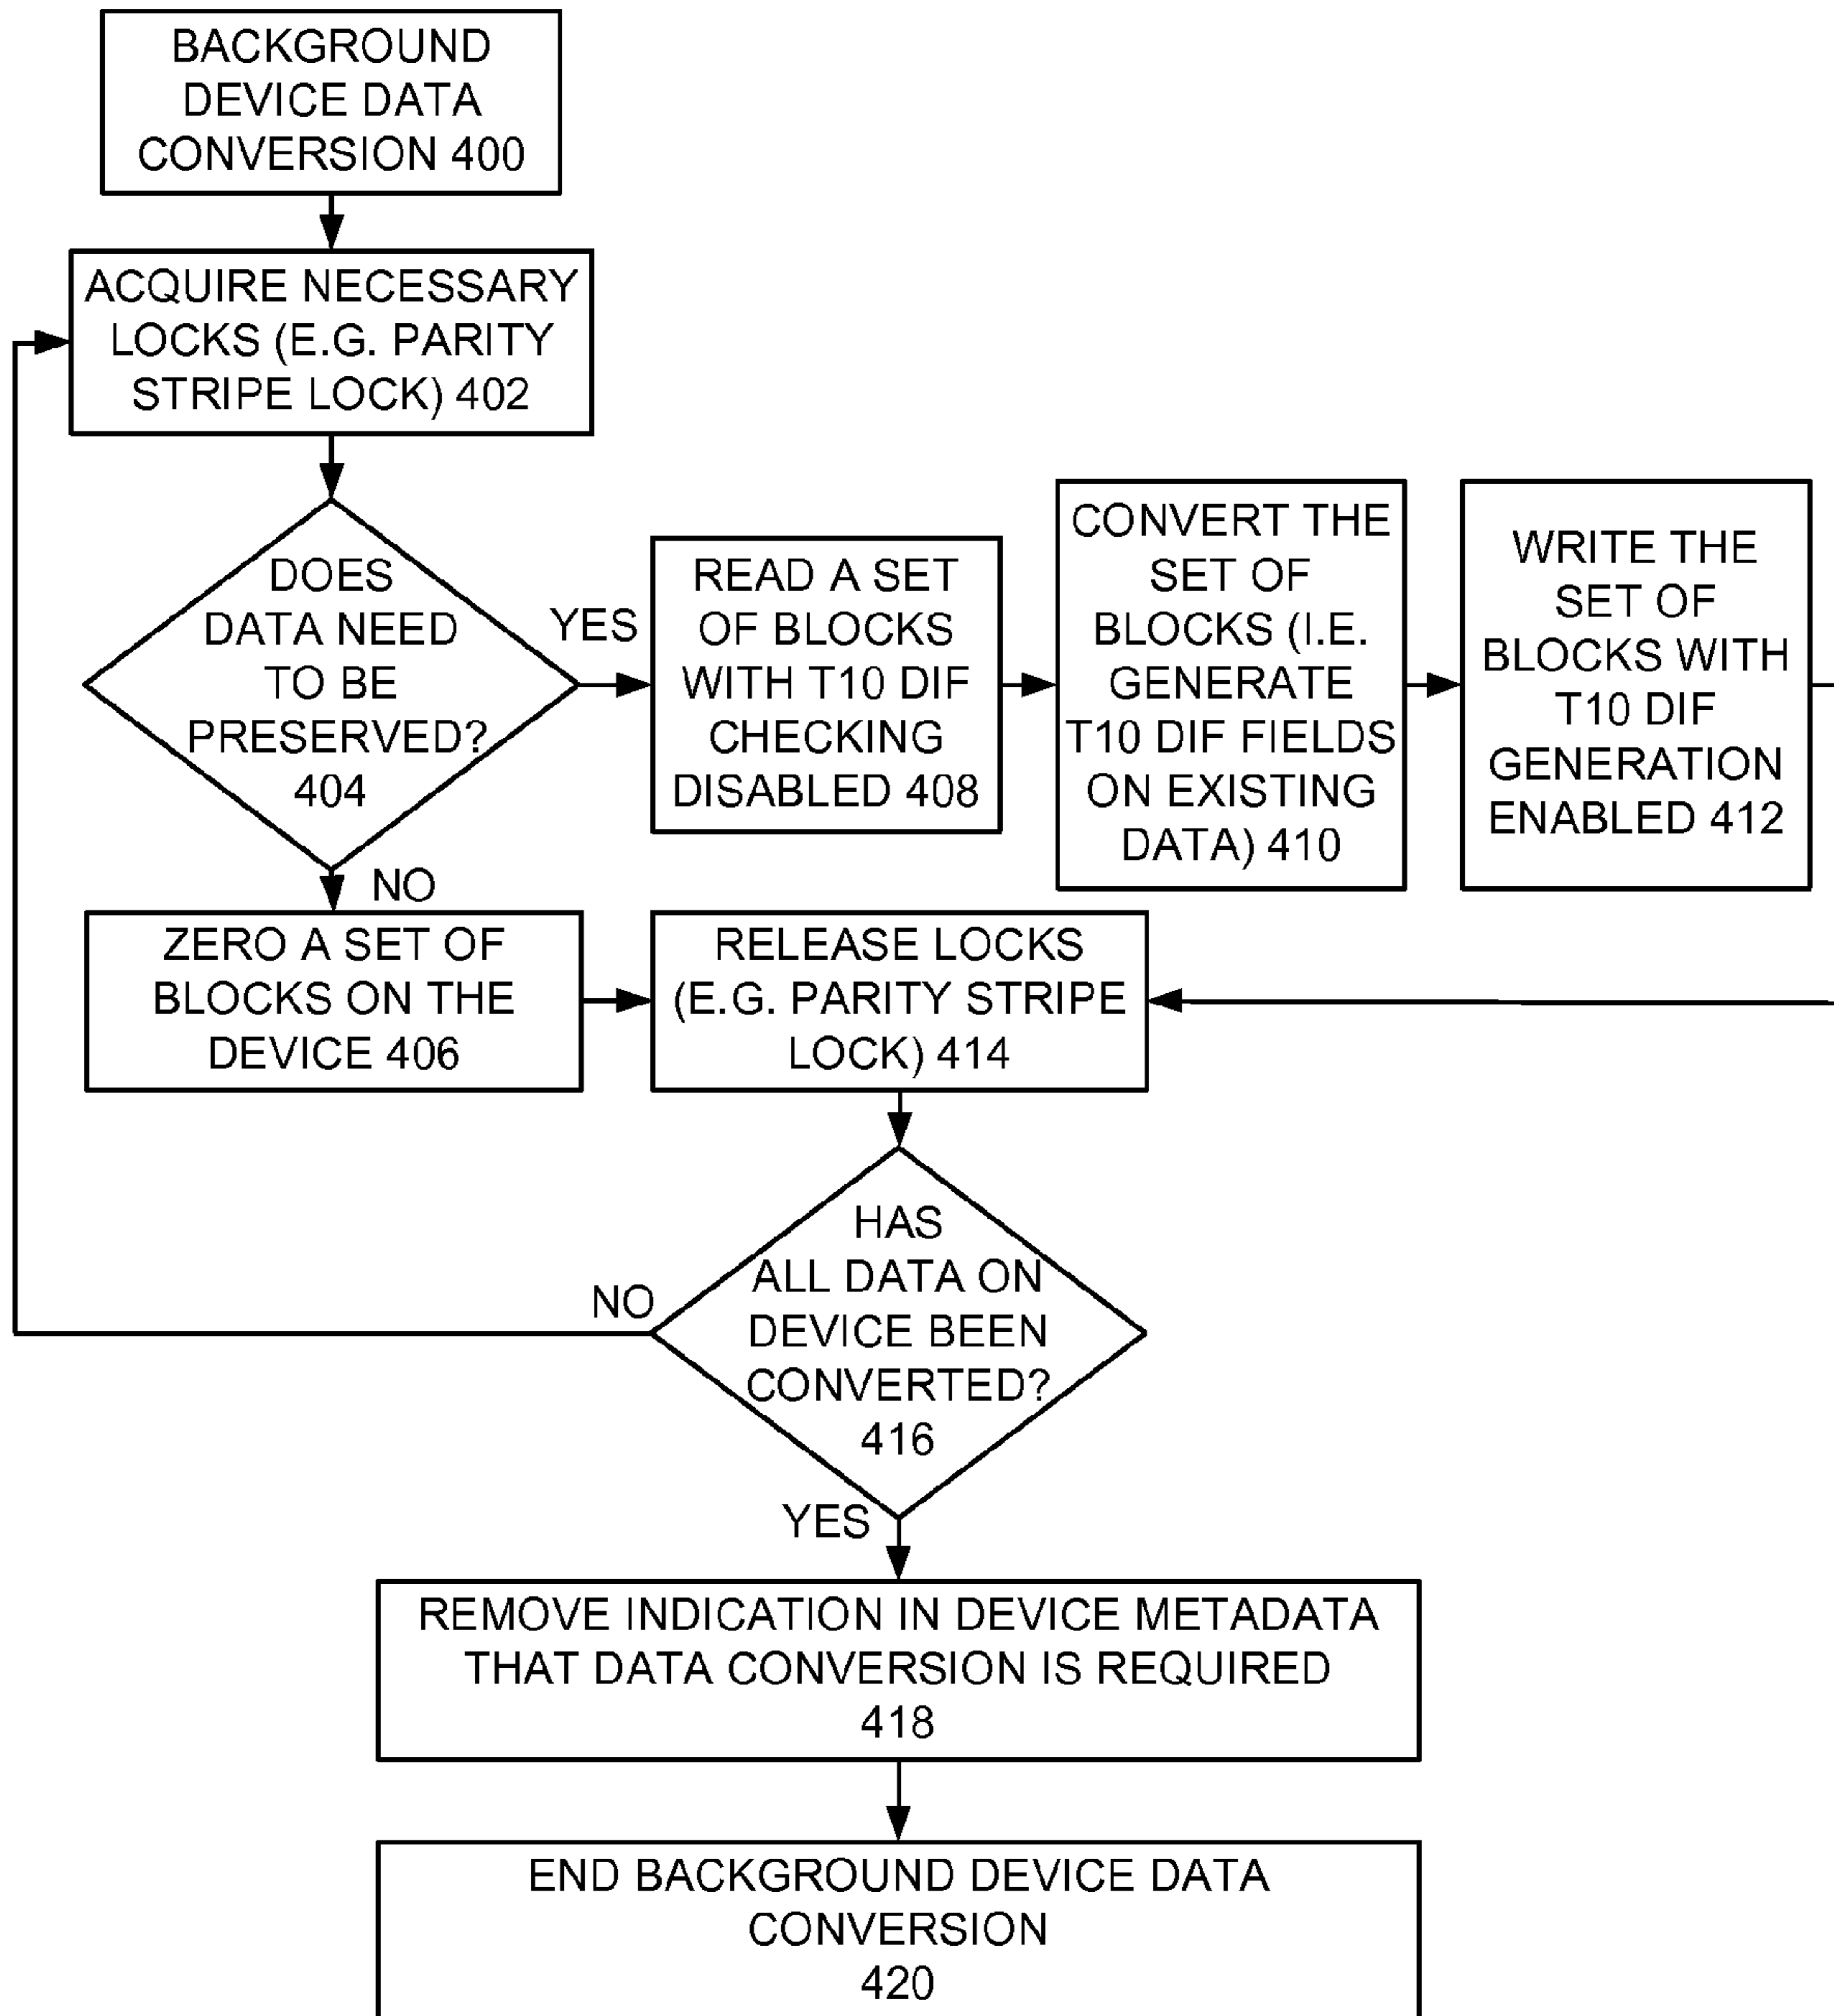 BACKGROUND
DEVICE DATA
CONVERSION 400
ACQUIRE NECESSARY
LOCKS (E.G. PARITY
STRIPE LOCK) 402
DOES
DATA NEED
TO BE
PRESERVED?
404
YES
READ A SET
OF BLOCKS
WITH T10 DIF
CHECKING
DISABLED 408
CONVERT THE
SET OF
BLOCKS (I.E.
GENERATE
T10 DIF FIELDS
ON EXISTING
DATA) 410
WRITE THE
SET OF
BLOCKS WITH
T10 DIF
GENERATION
ENABLED 412
NO
ZERO A SET OF
BLOCKS ON THE
DEVICE 406
RELEASE LOCKS
(E.G. PARITY STRIPE
LOCK) 414
HAS
ALL DATA ON
DEVICE BEEN
CONVERTED?
416
NO
YES
REMOVE INDICATION IN DEVICE METADATA
THAT DATA CONVERSION IS REQUIRED
418
END BACKGROUND DEVICE DATA
CONVERSION
420